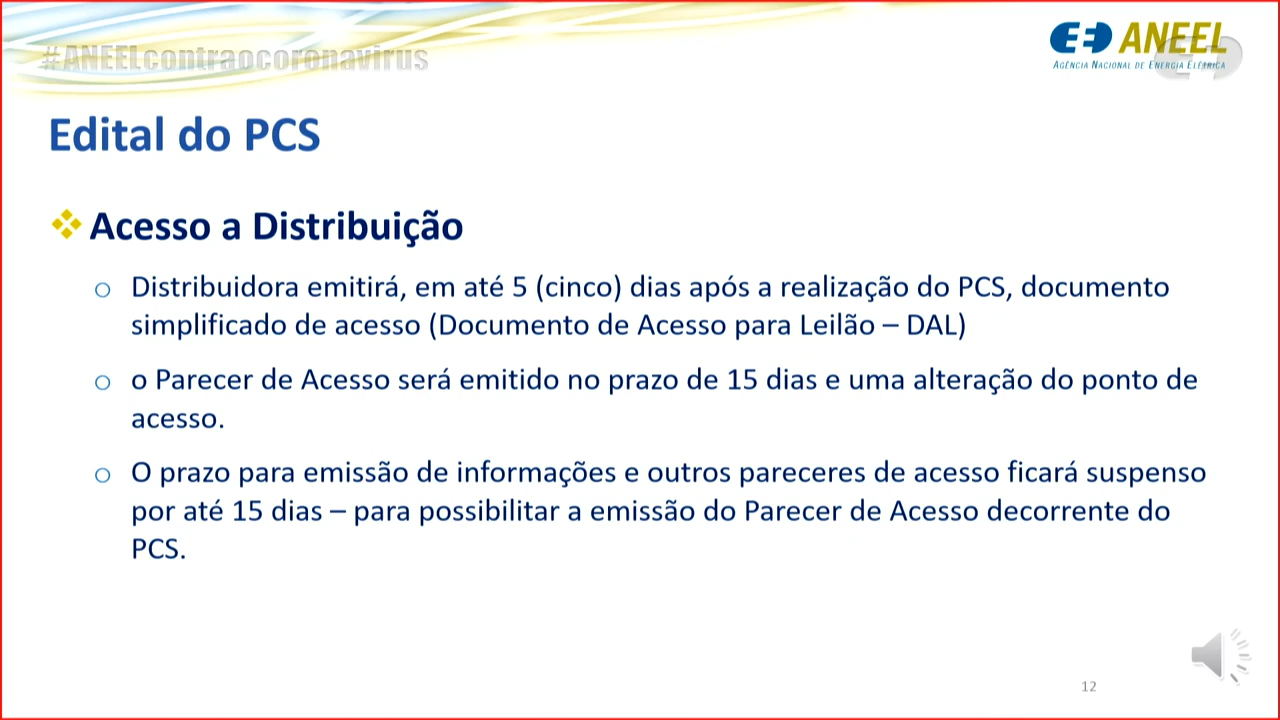 #ANEELcontraocoronavirus
ANEEL
AGÊNCIA NACIONAL DE ENERGIA ELÉTRICA
Edital do PCS
Acesso a Distribuição
o Distribuidora emitirá, em até 5 (cinco) dias após a realização do PCS, documento
simplificado de acesso (Documento de Acesso para Leilão – DAL)
o o Parecer de Acesso será emitido no prazo de 15 dias e uma alteração do ponto de
acesso.
o O prazo para emissão de informações e outros pareceres de acesso ficará suspenso
por até 15 dias – para possibilitar a emissão do Parecer de Acesso decorrente do
PCS.
12